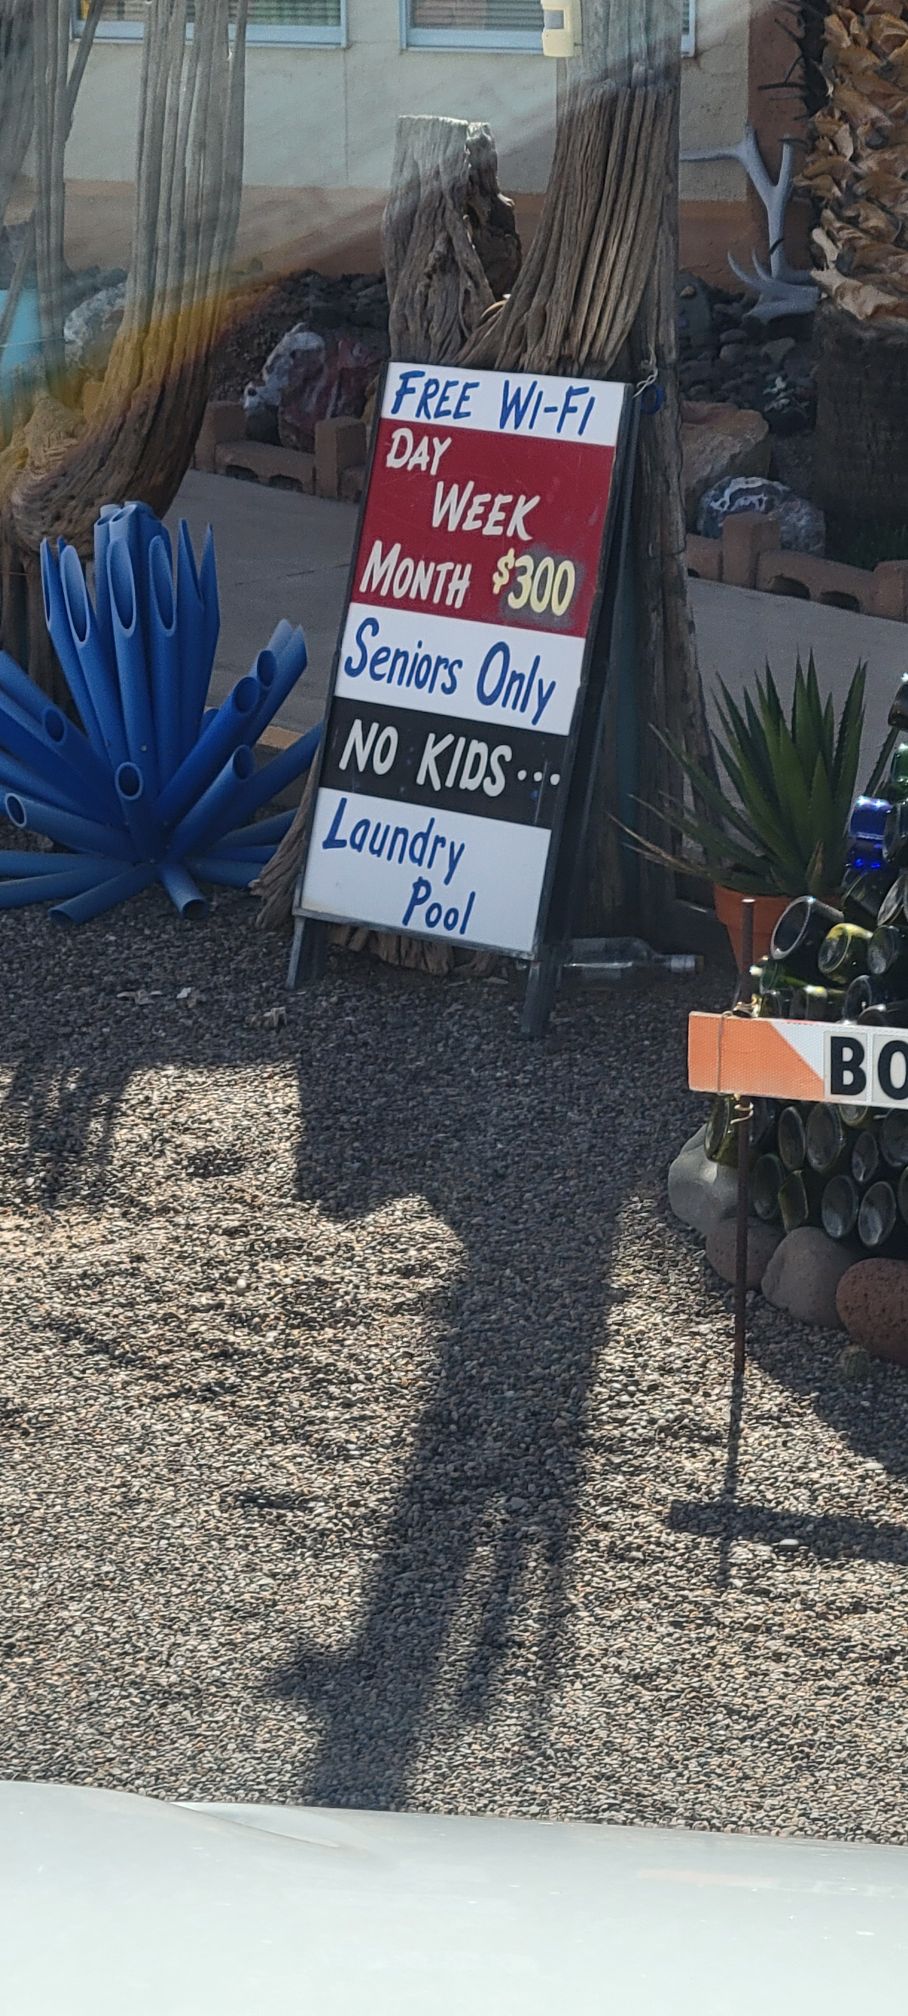 FREE WI-FI
DAY
WEEK
MONTH $300
Seniors Only
NO KIDS...
Laundry
Pool
BO